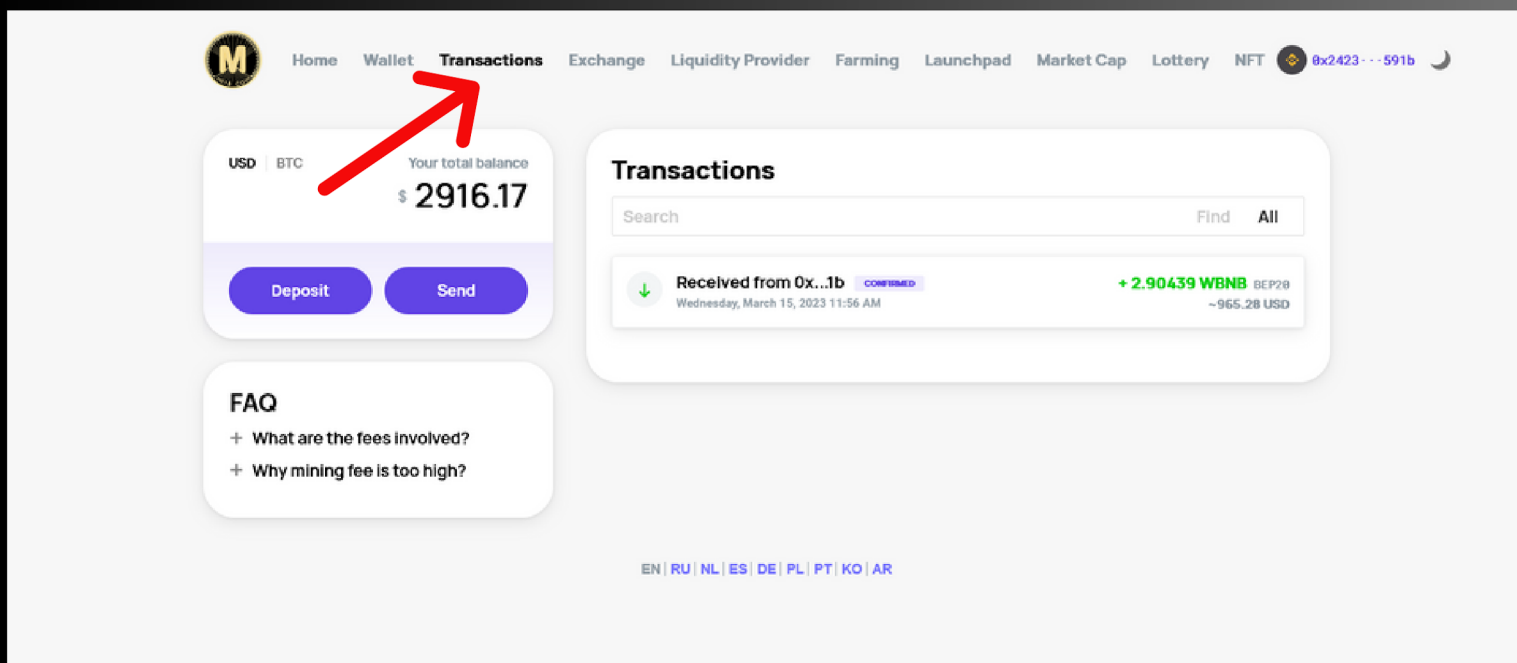 M
Home Wallet Transactions Exchange Liquidity Provider Farming Launchpad Market Cap Lottery NFT 0x2423···591b
USD BTC
Your total balance
$ 2916.17
Deposit Send
FAQ
+ What are the fees involved?
+ Why mining fee is too high?
Transactions
Search Find All
Received from 0x...1b CONFIRMED
Wednesday, March 15, 2023 11:56 AM
+ 2.90439 WBNB BEP20
~965.28 USD
EN | RU | NL | ES | DE | PL | PT | KO | AR